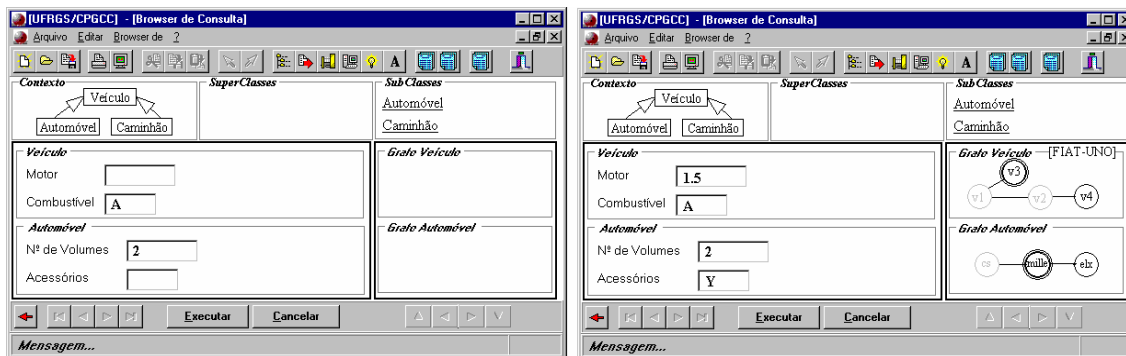 [UFRGS/CPGCC] - [Browser de Consulta]
Arquivo Editar Browser de ?
A
Contexto
Veículo
Automóvel Caminhão
SuperClasses
SubClasses
Automóvel
Caminhão
Veículo
Motor
Combustível A
Grafo Veículo
Automóvel
Nº de Volumes 2
Acessórios
Grafo Automóvel
Executar Cancelar
Mensagem...
[UFRGS/CPGCC] - [Browser de Consulta]
Arquivo Editar Browser de ?
A
Contexto
Veículo
Automóvel Caminhão
SuperClasses
SubClasses
Automóvel
Caminhão
Veículo
Motor 1.5
Combustível A
Grafo Veículo [FIAT-UNO]
v3
v1 v2 v4
Automóvel
Nº de Volumes 2
Acessórios Y
Grafo Automóvel
cs mille elx
Executar Cancelar
Mensagem...